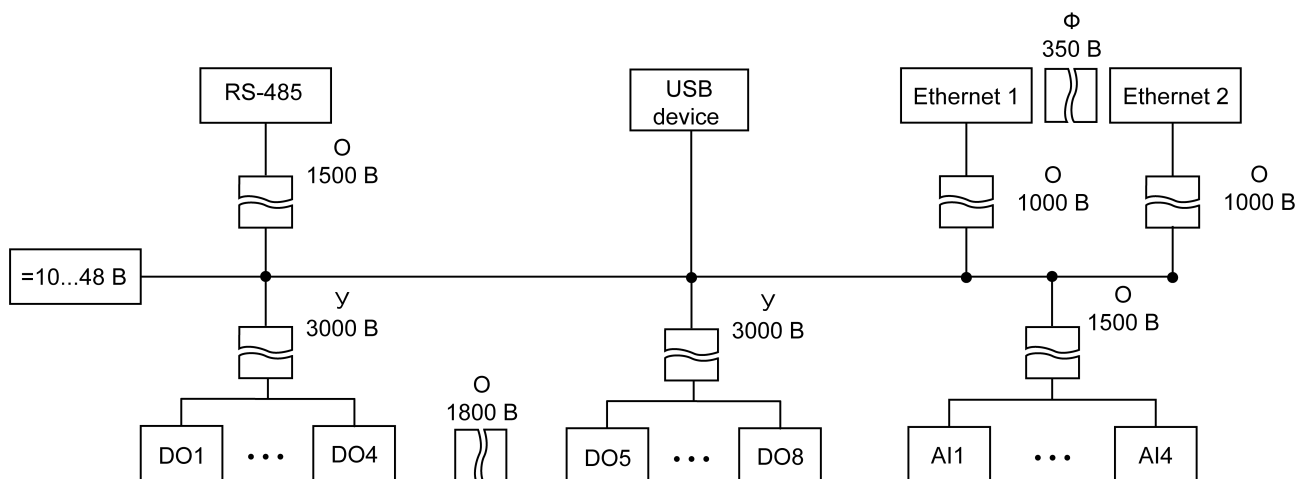 Ф
350 В
RS-485
USB
device
Ethernet 1
Ethernet 2
О
1500 В
О
1000 В
О
1000 В
=10...48 В
У
3000 В
У
3000 В
О
1500 В
О
1800 В
DO1
...
DO4
DO5
...
DO8
AI1
...
AI4